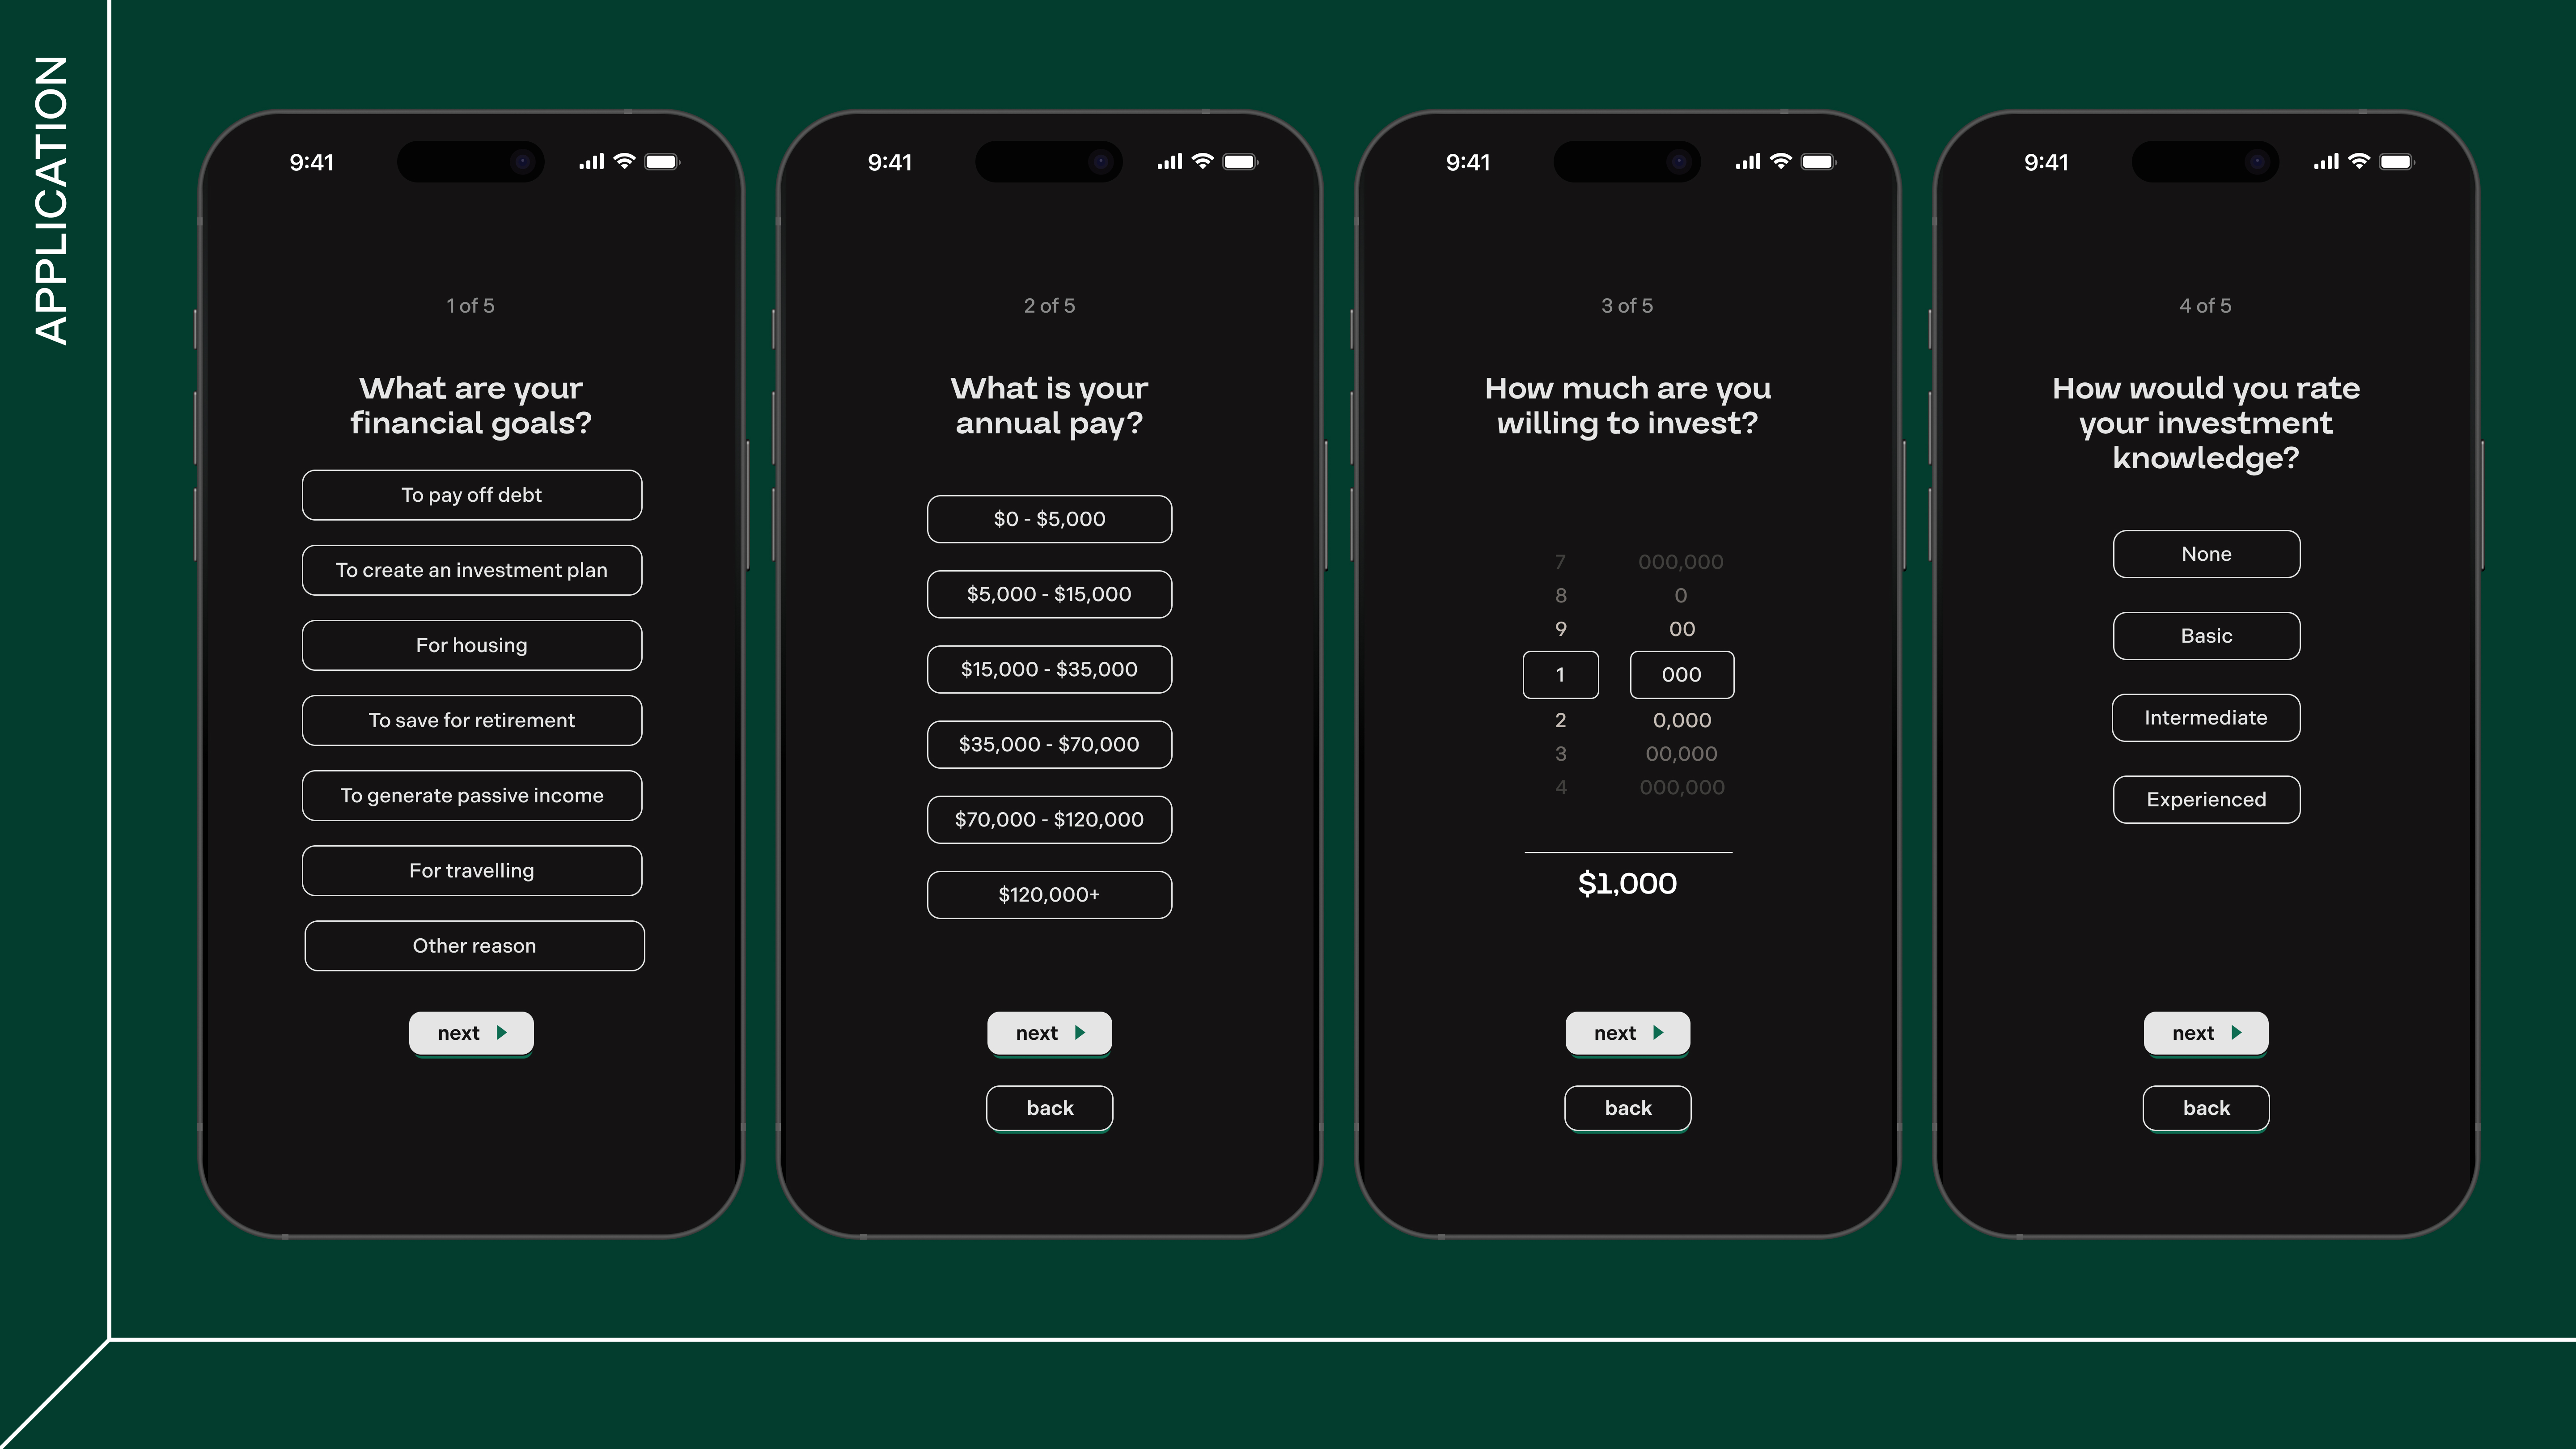 APPLICATION
9:41
1 of 5
What are your
financial goals?
To pay off debt
To create an investment plan
For housing
To save for retirement
To generate passive income
For travelling
Other reason
next
9:41
2 of 5
What is your
annual pay?
$0 - $5,000
$5,000 - $15,000
$15,000 - $35,000
$35,000 - $70,000
$70,000 - $120,000
$120,000+
next
back
9:41
3 of 5
How much are you
willing to invest?
7 000,000
8 0
9 00
1 000
2 0,000
3 00,000
4 000,000
$1,000
next
back
9:41
4 of 5
How would you rate
your investment
knowledge?
None
Basic
Intermediate
Experienced
next
back